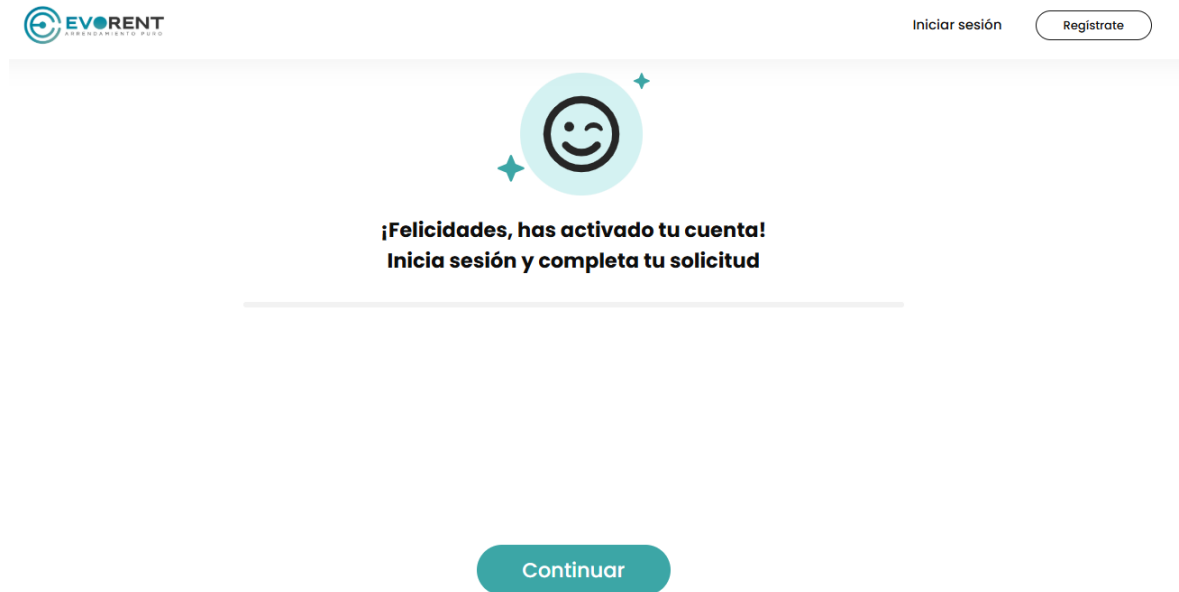 EVORENT
ARRENDAMIENTO PURO
Iniciar sesión
Regístrate
¡Felicidades, has activado tu cuenta!
Inicia sesión y completa tu solicitud
Continuar